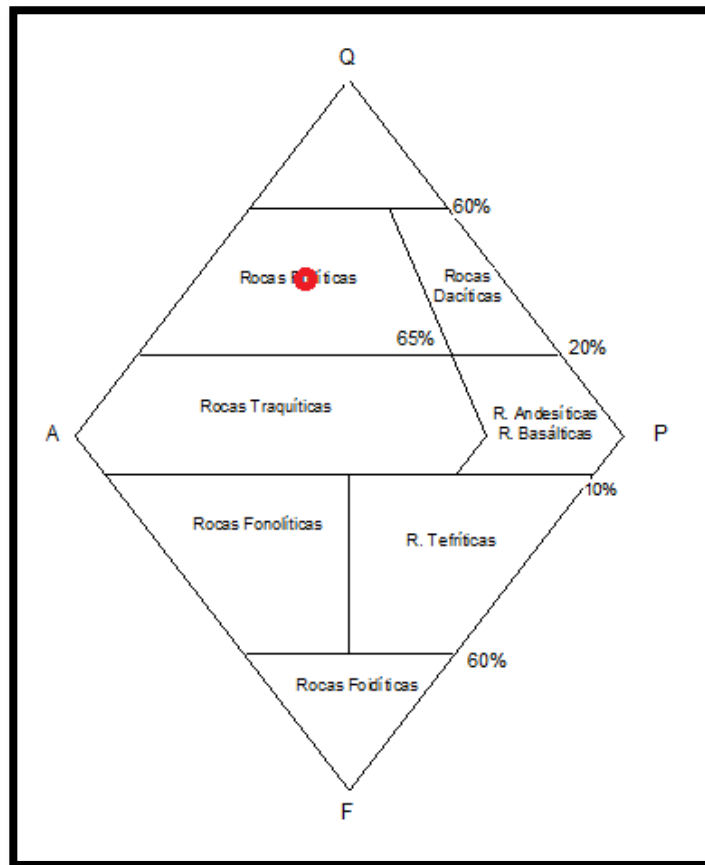 Q
60%
Rocas
Rocas
Dacíticas
65%
20%
Rocas Traquíticas
R. Andesíticas
R. Basálticas
A
P
10%
Rocas Fonolíticas
R. Tefríticas
60%
Rocas Foidíticas
F